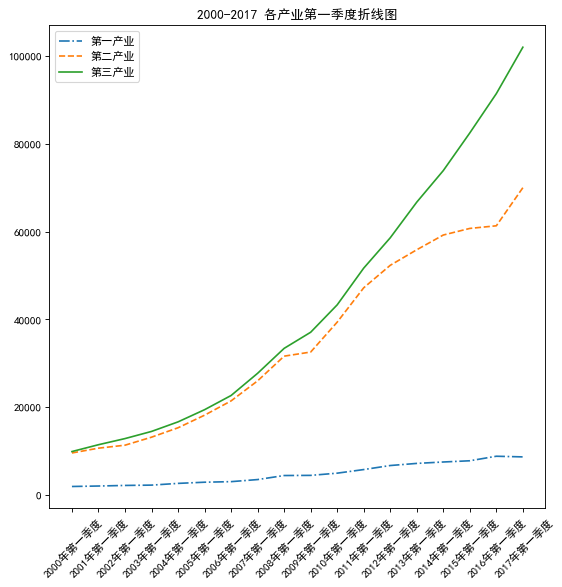 2000-2017 各产业第一季度折线图
第一产业
第二产业
第三产业
100000
80000
60000
40000
20000
0
2000年第一季度
2001年第一季度
2002年第一季度
2003年第一季度
2004年第一季度
2005年第一季度
2006年第一季度
2007年第一季度
2008年第一季度
2009年第一季度
2010年第一季度
2011年第一季度
2012年第一季度
2013年第一季度
2014年第一季度
2015年第一季度
2016年第一季度
2017年第一季度